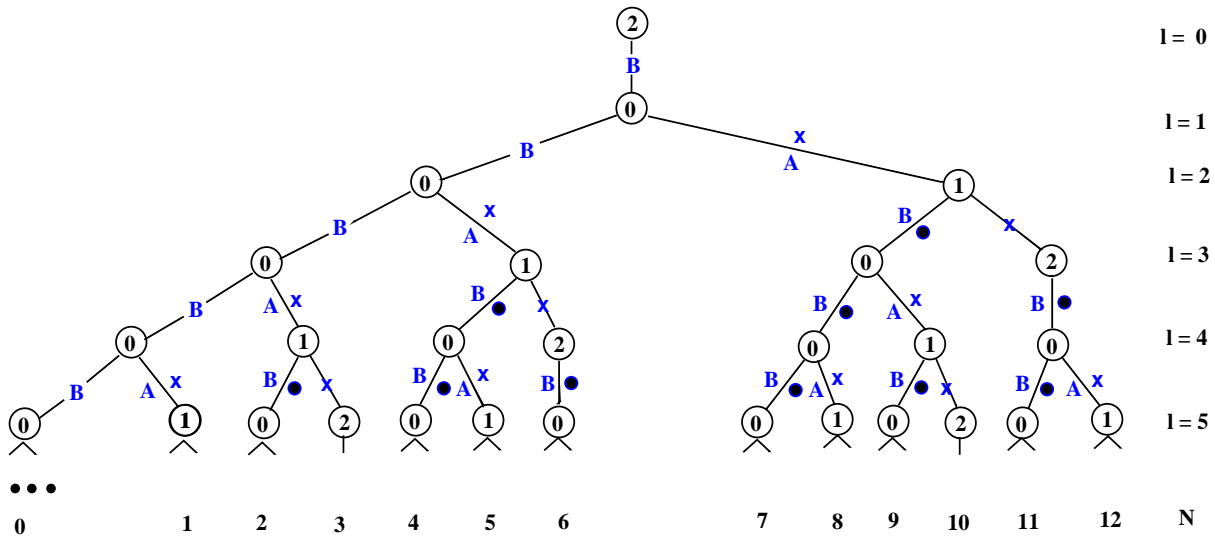 2 l = 0
B
0 l = 1
B x A
0 1 l = 2
B x A B x
0 1 0 2 l = 3
B A x B x B A x B
0 1 0 2 0 1 0 l = 4
B A x B x B A x B B A x B x B A x
0 1 0 2 0 1 0 0 1 0 2 0 1 l = 5
0 1 2 3 4 5 6 7 8 9 10 11 12 N